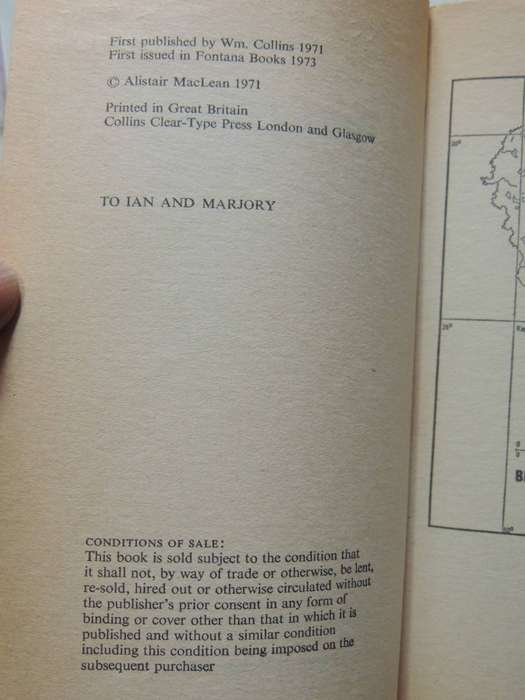 First published by Wm. Collins 1971
First issued in Fontana Books 1973
© Alistair MacLean 1971
Printed in Great Britain
Collins Clear-Type Press London and Glasgow
TO IAN AND MARJORY
CONDITIONS OF SALE:
This book is sold subject to the condition that
it shall not, by way of trade or otherwise, be lent,
re-sold, hired out or otherwise circulated without
the publisher's prior consent in any form of
binding or cover other than that in which it is
published and without a similar condition
including this condition being imposed on the
subsequent purchaser